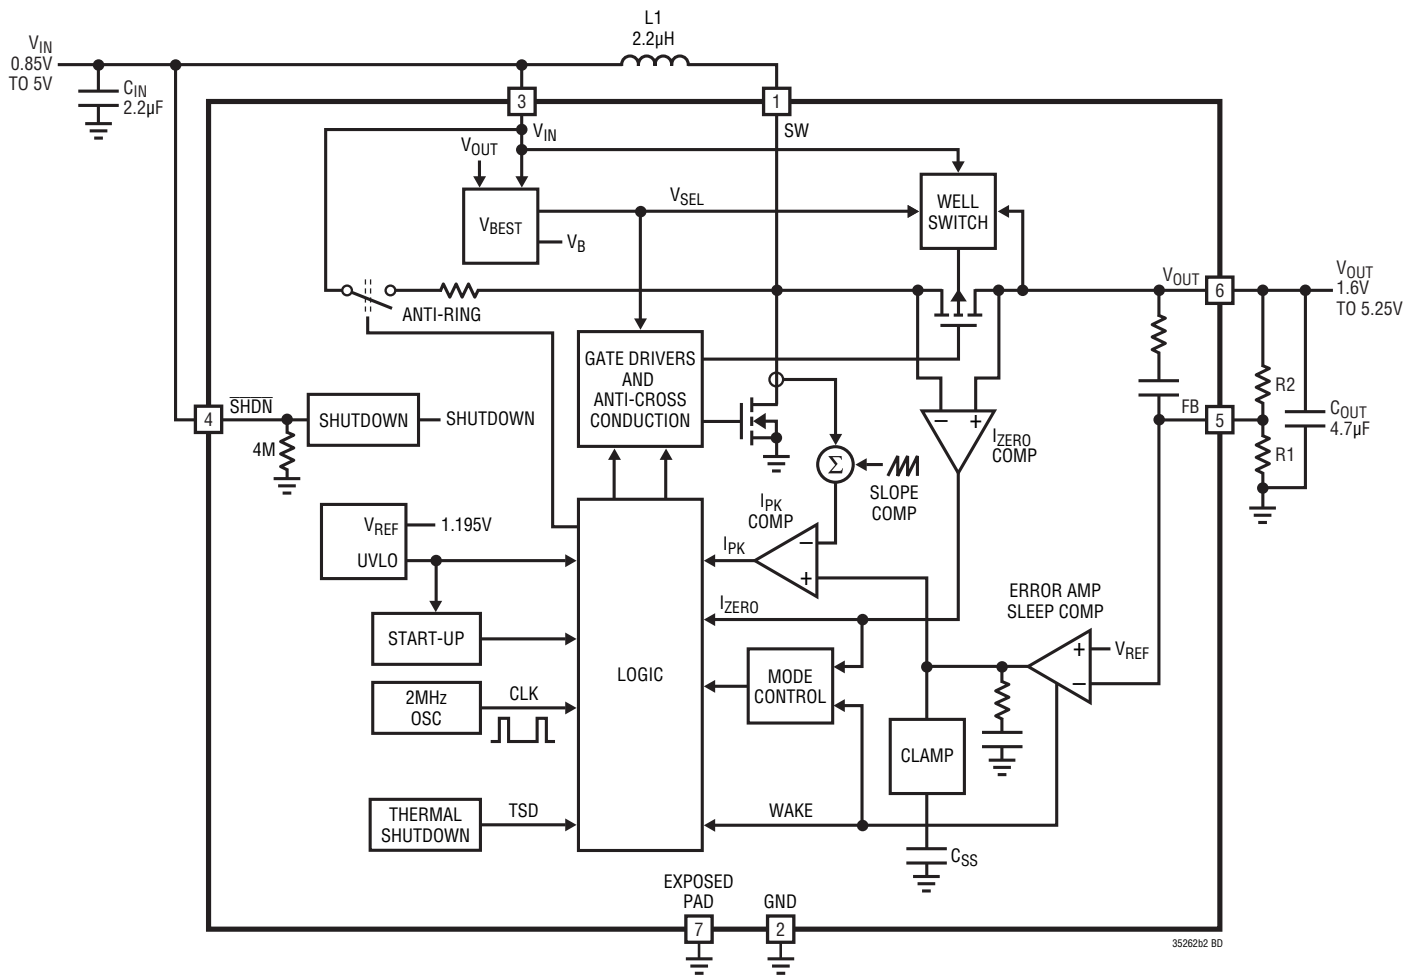 L1
2.2µH
VIN
0.85V
TO 5V
CIN
2.2µF
3
1
VIN
SW
VOUT
VBEST
VSEL
VB
WELL
SWITCH
VOUT
6
VOUT
1.6V
TO 5.25V
ANTI-RING
GATE DRIVERS
AND
ANTI-CROSS
CONDUCTION
R2
FB
5
COUT
4.7µF
R1
4
SHDN
SHUTDOWN
SHUTDOWN
4M
– +
IZERO
COMP
Σ
SLOPE
COMP
IPK
COMP
VREF
1.195V
UVLO
IPK
–
+
IZERO
ERROR AMP
SLEEP COMP
START-UP
LOGIC
MODE
CONTROL
+
–
VREF
2MHz
OSC
CLK
CLAMP
THERMAL
SHUTDOWN
TSD
WAKE
CSS
EXPOSED
PAD
GND
7
2
35262b2 BD